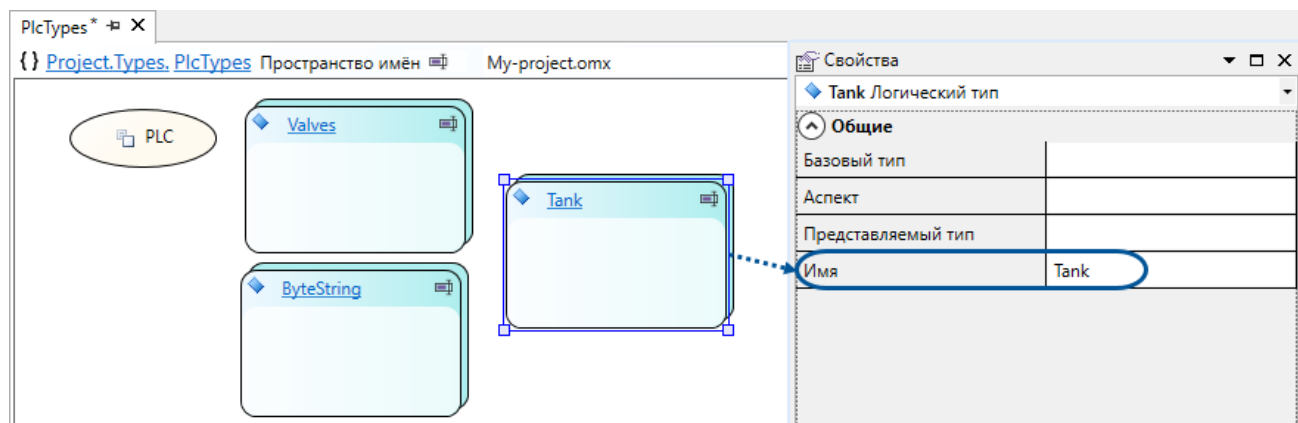 PlcTypes*
{} Project.Types. PlcTypes Пространство имён My-project.omx
PLC
Valves
Tank
ByteString
Свойства
Tank Логический тип
Общие
Базовый тип
Аспект
Представляемый тип
Имя Tank